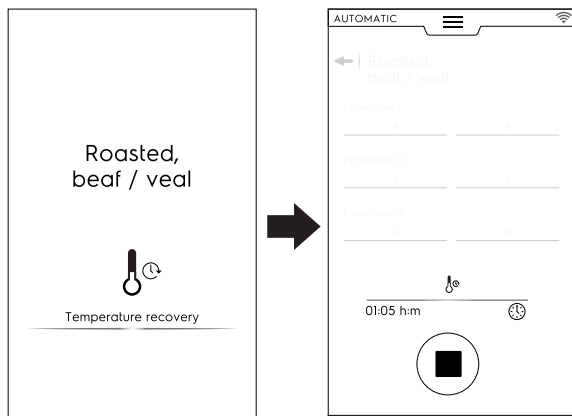 Roasted,
beaf / veal
Temperature recovery
AUTOMATIC
Roasted,
beaf / veal
Parameter 1
A B
Parameter 2
A B
Parameter 3
A B
01:05 h:m